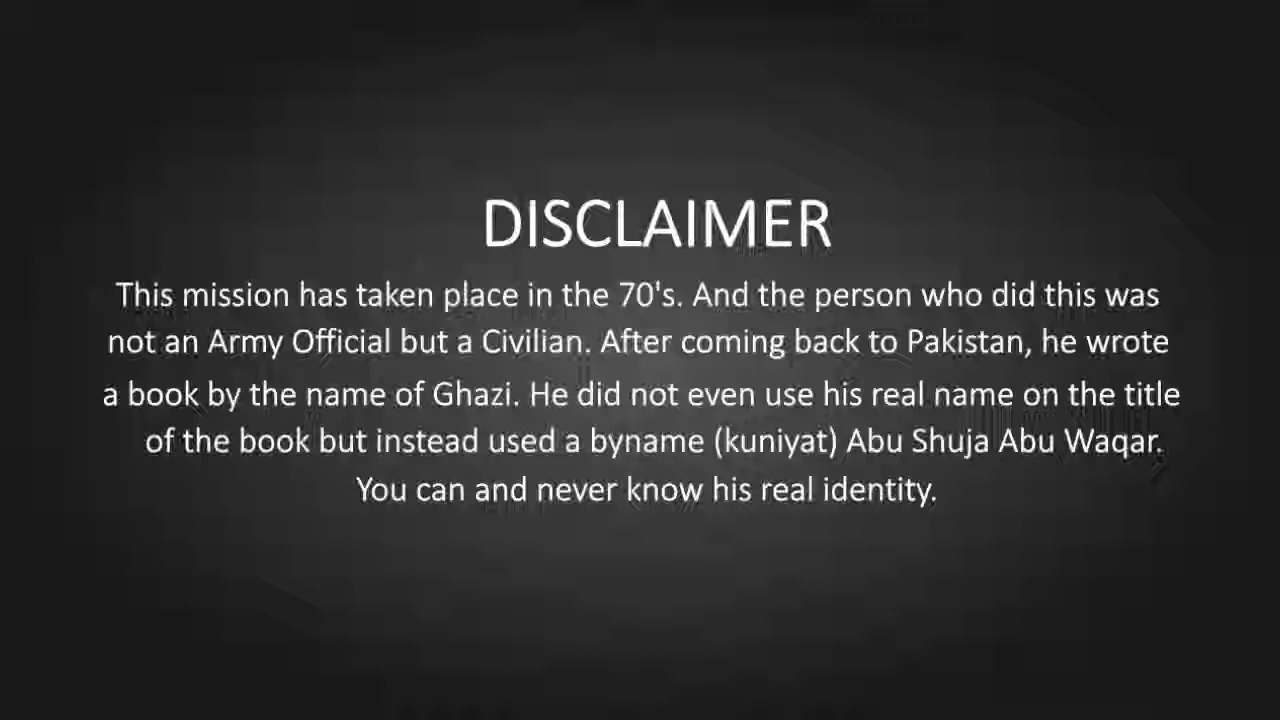 DISCLAIMER
This mission has taken place in the 70's. And the person who did this was
not an Army Official but a Civilian. After coming back to Pakistan, he wrote
a book by the name of Ghazi. He did not even use his real name on the title
of the book but instead used a byname (kuniyat) Abu Shuja Abu Waqar.
You can and never know his real identity.